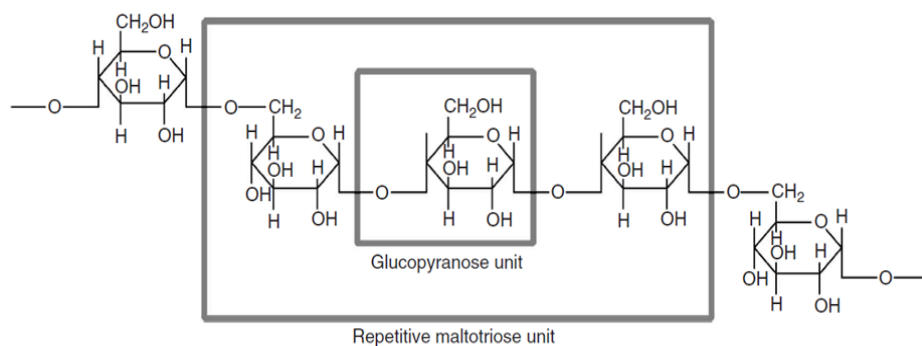 CH₂OH
H O H
H
OH H
O O CH₂ CH₂OH CH₂OH
H OH H O H O H O H
H H H
OH H OH H OH H
OH O O O CH₂
H OH H OH H OH H O H
H
OH H
Glucopyranose unit
OH O
H OH
Repetitive maltotriose unit